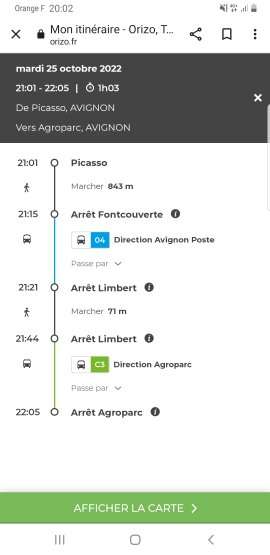 Orange F 20:02
Mon itinéraire - Orizo, T...
orizo.fr
mardi 25 octobre 2022
21:01 - 22:05 | 1h03
De Picasso, AVIGNON
Vers Agroparc, AVIGNON
21:01 Picasso
Marcher 843 m
21:15 Arrêt Fontcouverte
04 Direction Avignon Poste
Passe par
21:21 Arrêt Limbert
Marcher 71 m
21:44 Arrêt Limbert
C3 Direction Agroparc
Passe par
22:05 Arrêt Agroparc
AFFICHER LA CARTE